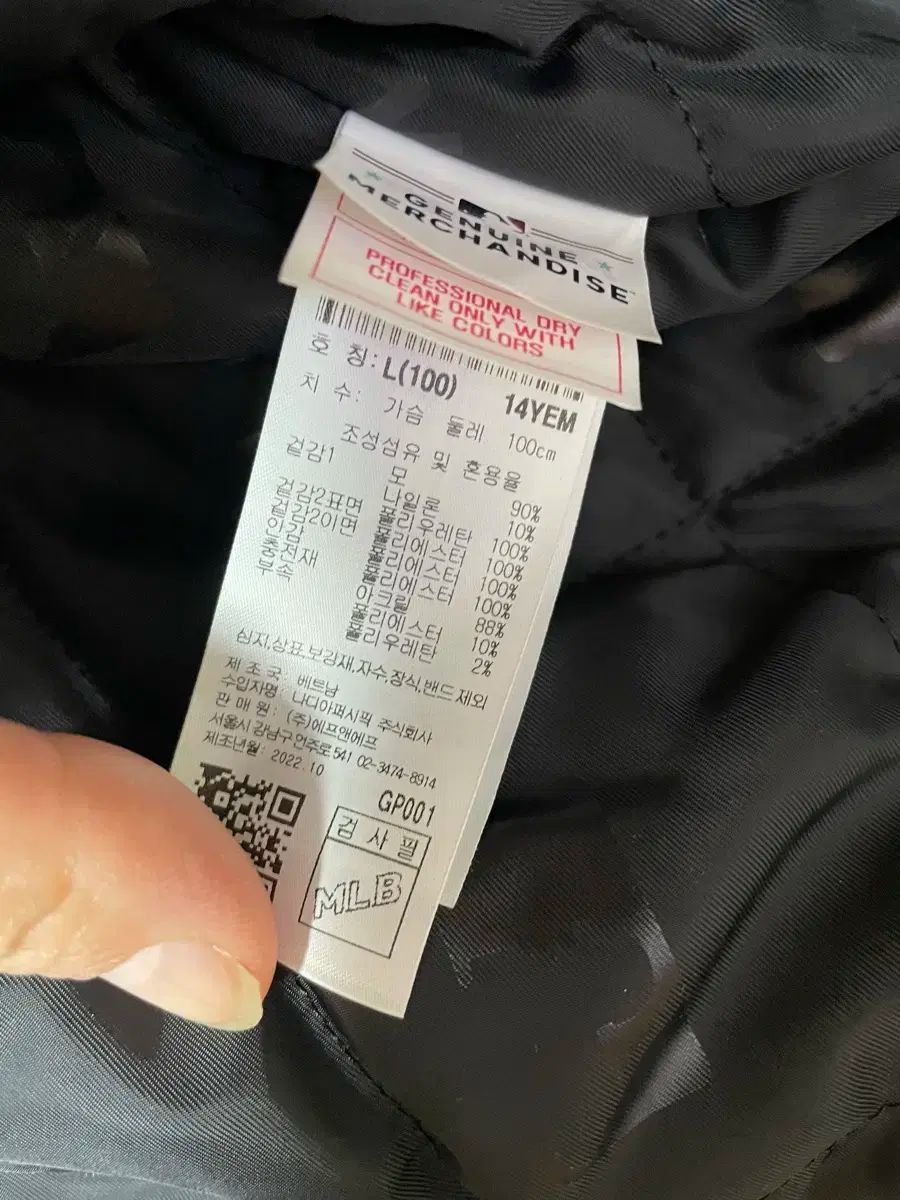 GENUINE
MERCHANDISE
PROFESSIONAL DRY
CLEAN ONLY WITH
LIKE COLORS
호 칭: L(100) 14YEM
치 수: 가슴 둘레 100cm
조성섬유 및 혼용율
겉감1 모 90%
나일론 10%
겉감2표면 폴리우레탄 100%
겉감2이면 폴리에스터 100%
안감 폴리에스터 100%
충전재 폴리에스터 100%
부속 아크릴 88%
폴리에스터 10%
폴리우레탄 2%
심지,상표,보강재,자수,장식,밴드 제외
제 조 국 : 베트남
수입자명 : 나디아퍼시픽 주식회사
판 매 원 : (주)에프앤에프
서울시 강남구 언주로 541 02-3474-8914
제조년월: 2022.10
GP001
검 사 필
MLB